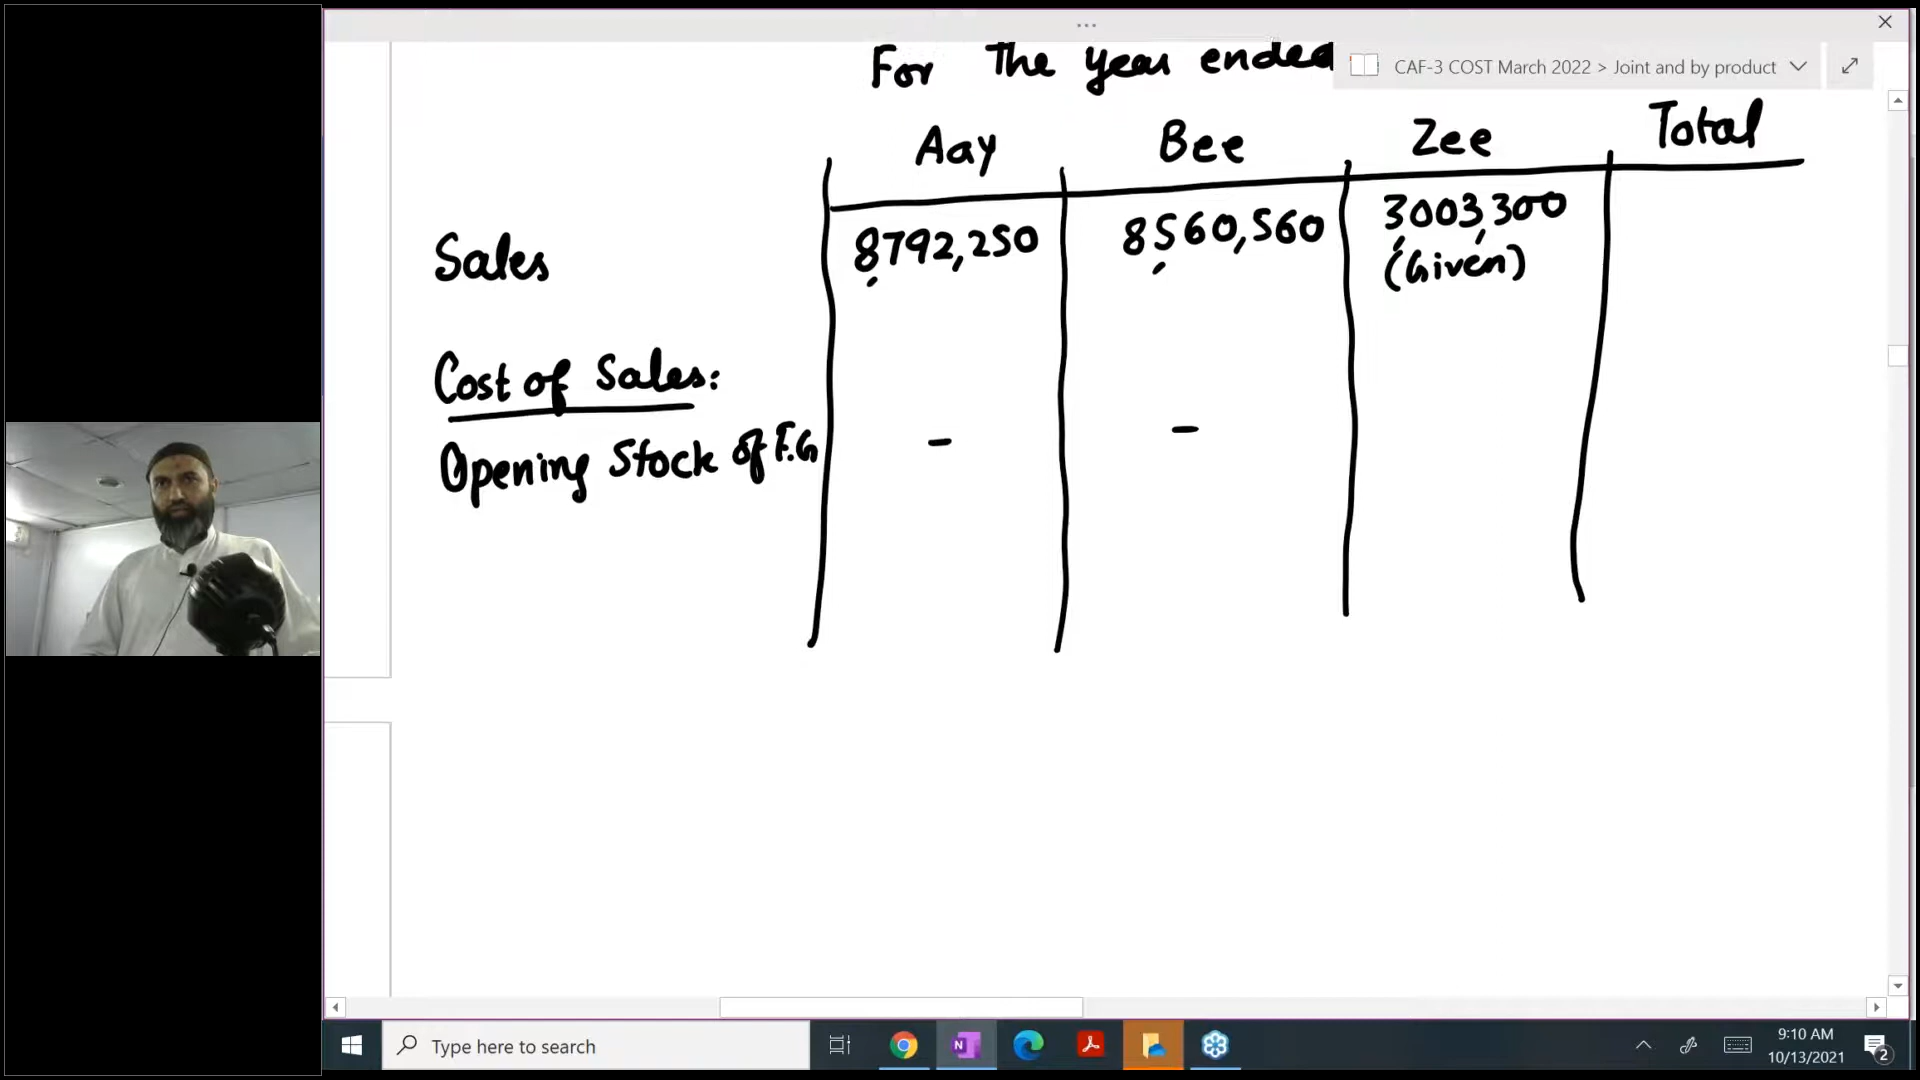 For The year ended
CAF-3 COST March 2022 > Joint and by product
Aay Bee Zee Total
Sales 8792,250 8560,560 3003,300
(Given)
Cost of Sales:
Opening Stock of F.G - -
Type here to search
N
9:10 AM
10/13/2021
2